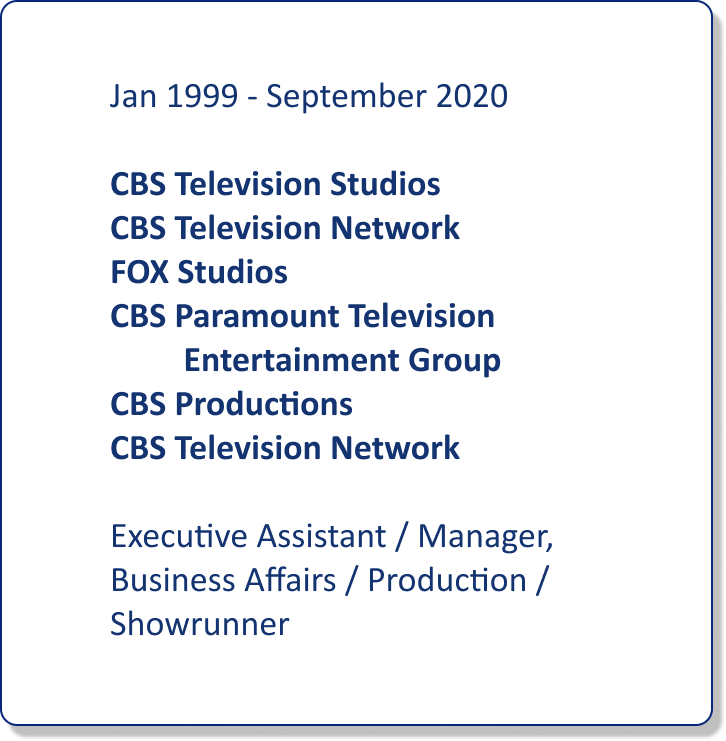 Jan 1999 - September 2020
CBS Television Studios
CBS Television Network
FOX Studios
CBS Paramount Television
Entertainment Group
CBS Productions
CBS Television Network
Executive Assistant / Manager,
Business Affairs / Production /
Showrunner